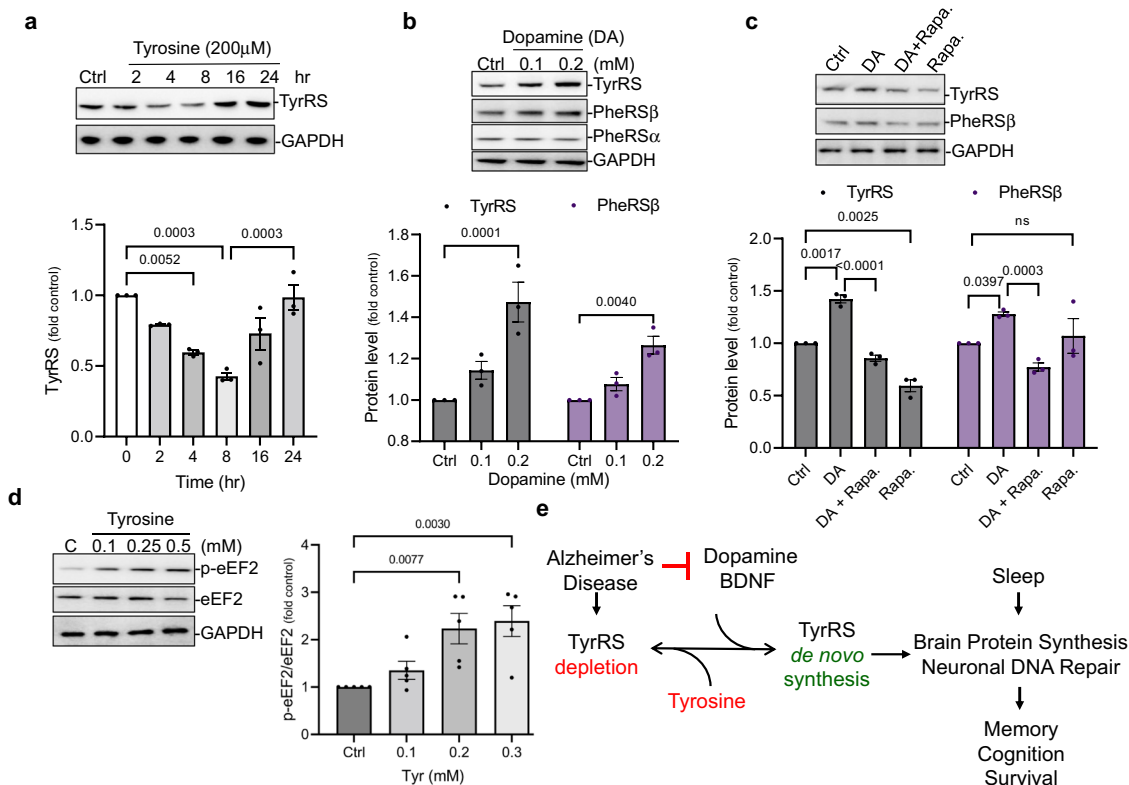 a
Tyrosine (200µM)
Ctrl 2 4 8 16 24 hr
TyrRS
-GAPDH
1.5
1.0
0.5
0.0
TyrRS (fold control)
0.0003 0.0003
0.0052
0 2 4 8 16 24
Time (hr)
b
Dopamine (DA)
Ctrl 0.1 0.2 (mM)
-TyrRS
-PheRSβ
-PheRSα
-GAPDH
TyrRS PheRSβ
1.6
1.4
1.2
1.0
0.8
Protein level (fold control)
0.0001
0.0040
Ctrl 0.1 0.2 Ctrl 0.1 0.2
Dopamine (mM)
c
Ctrl DA DA+Rapa. Rapa.
-TyrRS
-PheRSβ
-GAPDH
TyrRS PheRSβ
2.0
1.5
1.0
0.5
0.0
Protein level (fold control)
0.0025 ns
0.0017 <0.0001 0.0397 0.0003
Ctrl DA DA + Rapa. Rapa. Ctrl DA DA + Rapa. Rapa.
d
Tyrosine
C 0.1 0.25 0.5 (mM)
-p-eEF2
-eEF2
-GAPDH
4
3
2
1
0
p-eEF2/eEF2 (fold control)
0.0030
0.0077
Ctrl 0.1 0.2 0.3
Tyr (mM)
e
Alzheimer's
Disease
Dopamine
BDNF
TyrRS
depletion
Tyrosine
TyrRS
de novo
synthesis
Sleep
Brain Protein Synthesis
Neuronal DNA Repair
Memory
Cognition
Survival